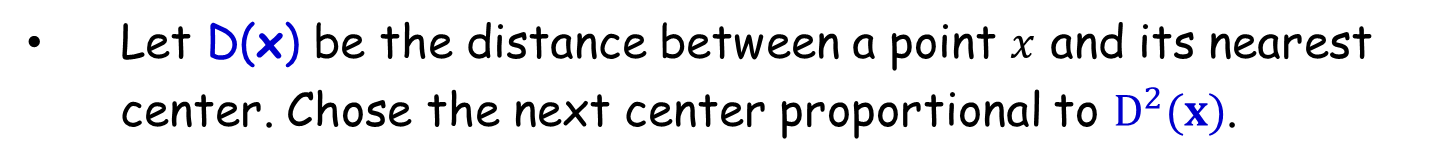 • Let D(x) be the distance between a point x and its nearest
center. Chose the next center proportional to D²(x).